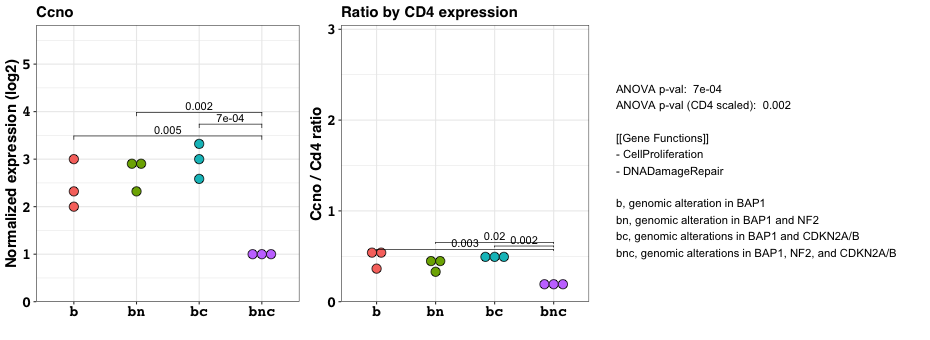 Ccno
Normalized expression (log2)
5
4
3
2
1
0
0.002
7e-04
0.005
b bn bc bnc
Ratio by CD4 expression
Ccno / Cd4 ratio
3
2
1
0
0.02
0.002
0.003
b bn bc bnc
ANOVA p-val: 7e-04
ANOVA p-val (CD4 scaled): 0.002
[[Gene Functions]]
- CellProliferation
- DNADamageRepair
b, genomic alteration in BAP1
bn, genomic alteration in BAP1 and NF2
bc, genomic alterations in BAP1 and CDKN2A/B
bnc, genomic alterations in BAP1, NF2, and CDKN2A/B